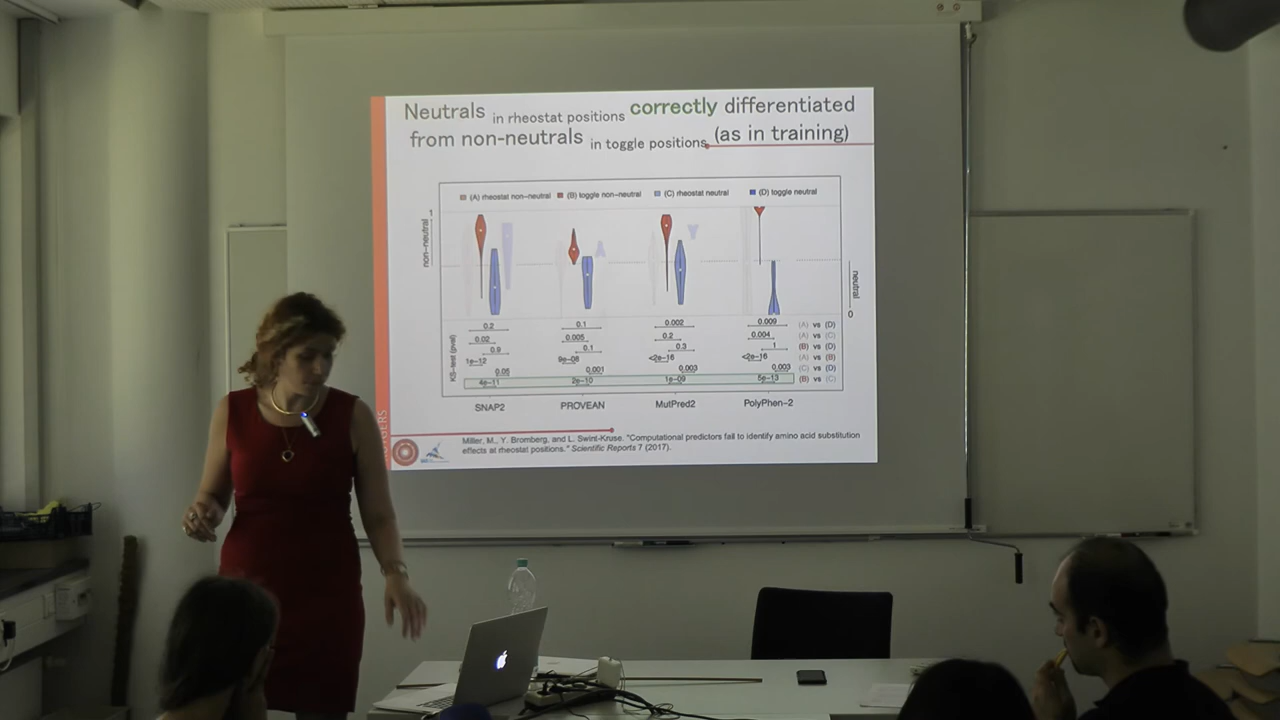 Neutrals in rheostat positions correctly differentiated
from non-neutrals in toggle positions (as in training)
(A) rheostat non-neutral (B) toggle non-neutral (C) rheostat neutral (D) toggle neutral
non-neutral
neutral
0
KS-test (pval)
0.2 0.1 0.002 0.009 (A) vs (D)
0.02 0.005 0.2 0.004 (A) vs (C)
0.9 0.1 0.3 1 (B) vs (D)
1e-12 9e-08 <2e-16 <2e-16 (A) vs (B)
0.05 0.001 0.003 0.003 (C) vs (D)
4e-11 2e-10 1e-09 5e-13 (B) vs (C)
SNAP2 PROVEAN MutPred2 PolyPhen-2
Miller, M., Y. Bromberg, and L. Swint-Kruse. "Computational predictors fail to identify amino acid substitution
effects at rheostat positions." Scientific Reports 7 (2017).